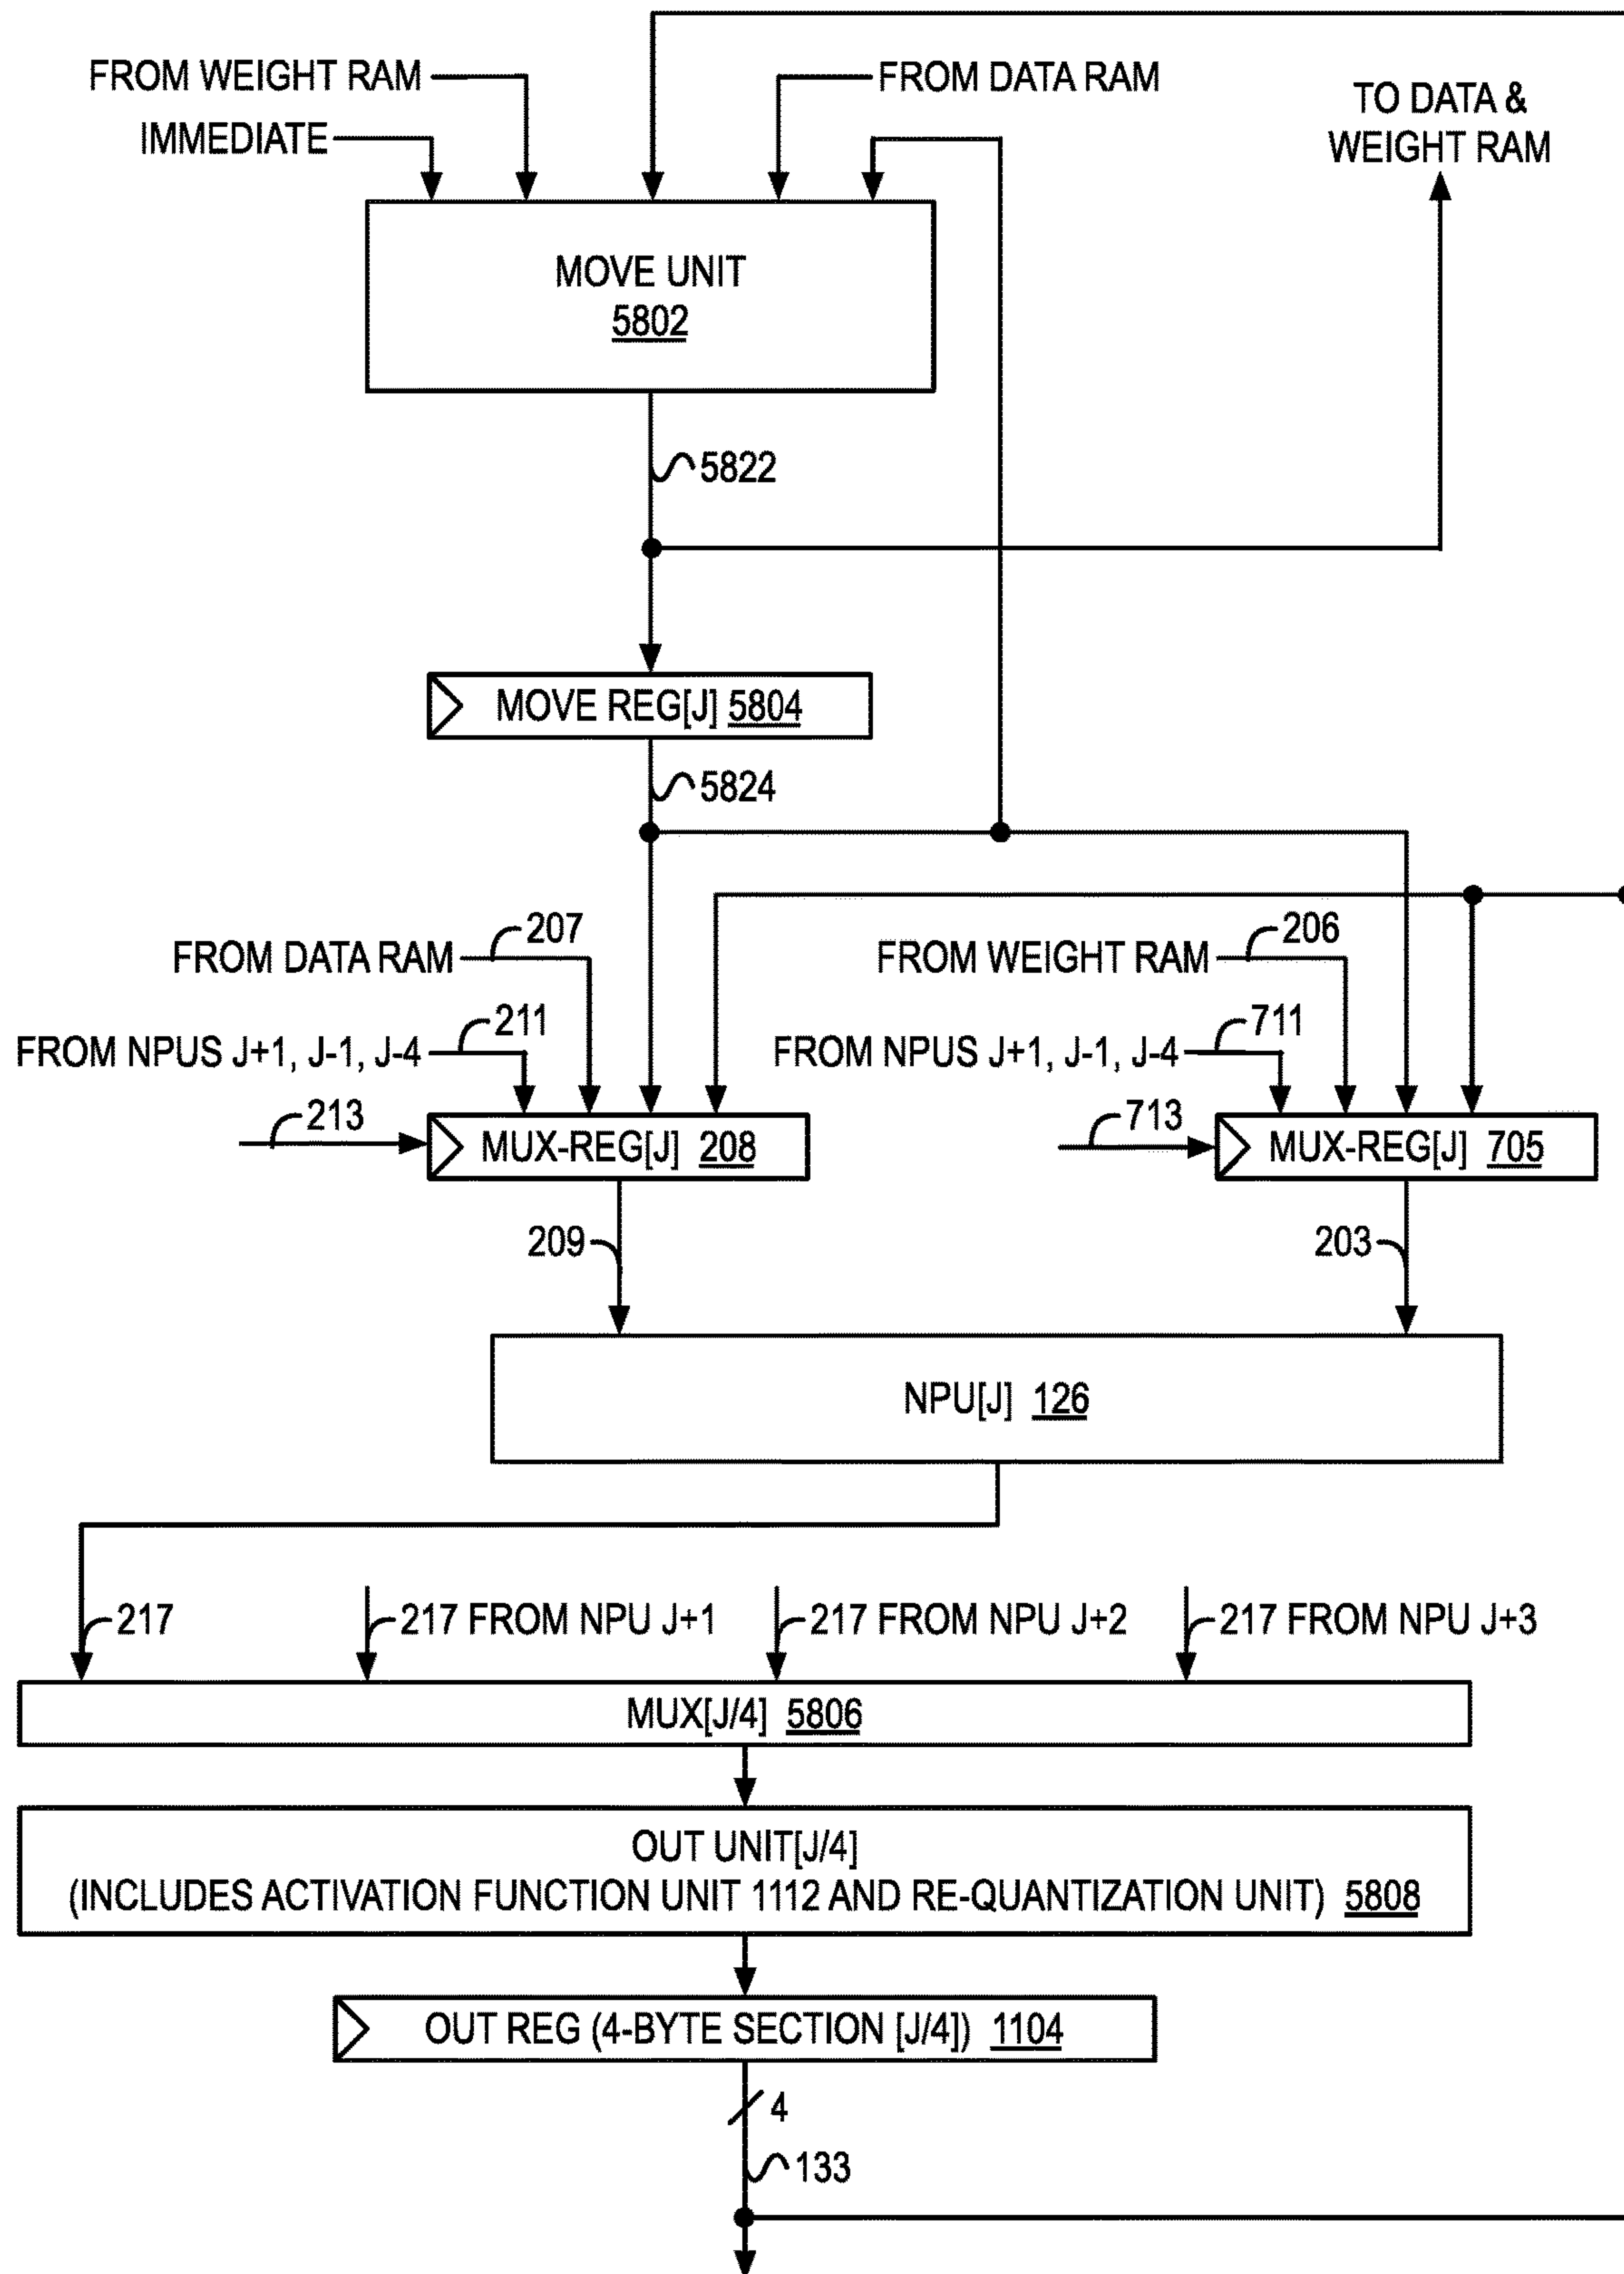 FROM WEIGHT RAM
FROM DATA RAM
IMMEDIATE
TO DATA &
WEIGHT RAM
MOVE UNIT
5802
5822
MOVE REG[J] 5804
5824
207
206
FROM DATA RAM
FROM WEIGHT RAM
211
711
FROM NPUS J+1, J-1, J-4
FROM NPUS J+1, J-1, J-4
213
713
MUX-REG[J] 208
MUX-REG[J] 705
209
203
NPU[J] 126
217
217 FROM NPU J+1
217 FROM NPU J+2
217 FROM NPU J+3
MUX[J/4] 5806
OUT UNIT[J/4]
(INCLUDES ACTIVATION FUNCTION UNIT 1112 AND RE-QUANTIZATION UNIT) 5808
OUT REG (4-BYTE SECTION [J/4]) 1104
4
133